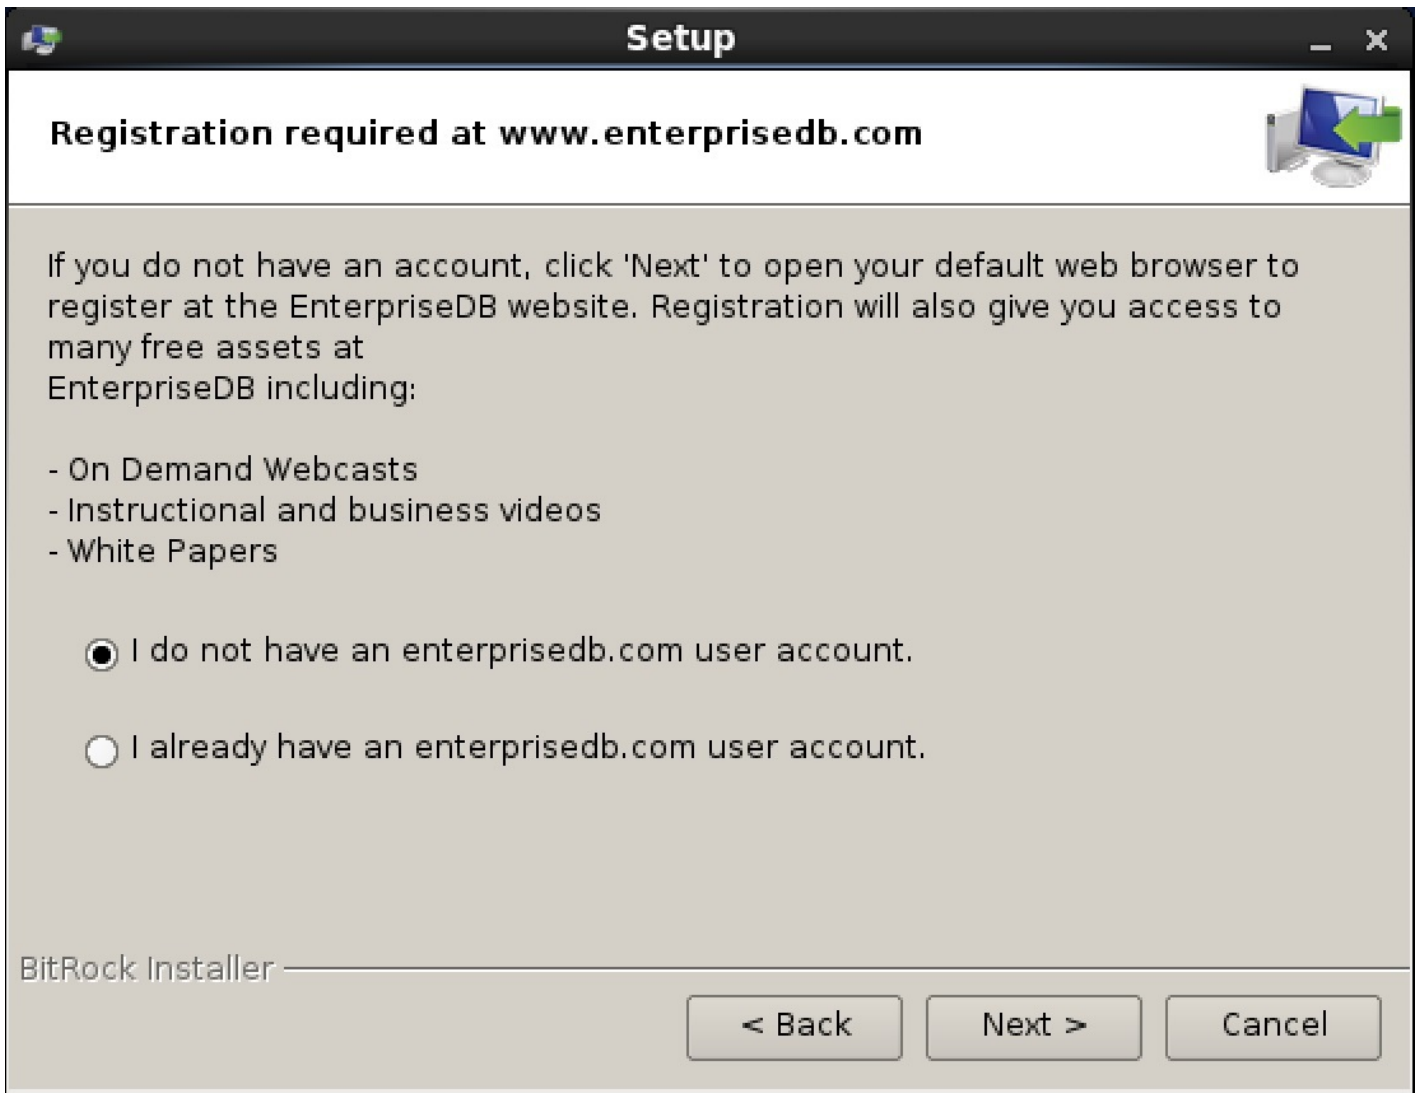 Setup
Registration required at www.enterprisedb.com
If you do not have an account, click 'Next' to open your default web browser to
register at the EnterpriseDB website. Registration will also give you access to
many free assets at
EnterpriseDB including:
- On Demand Webcasts
- Instructional and business videos
- White Papers
I do not have an enterprisedb.com user account.
I already have an enterprisedb.com user account.
BitRock Installer
< Back
Next >
Cancel